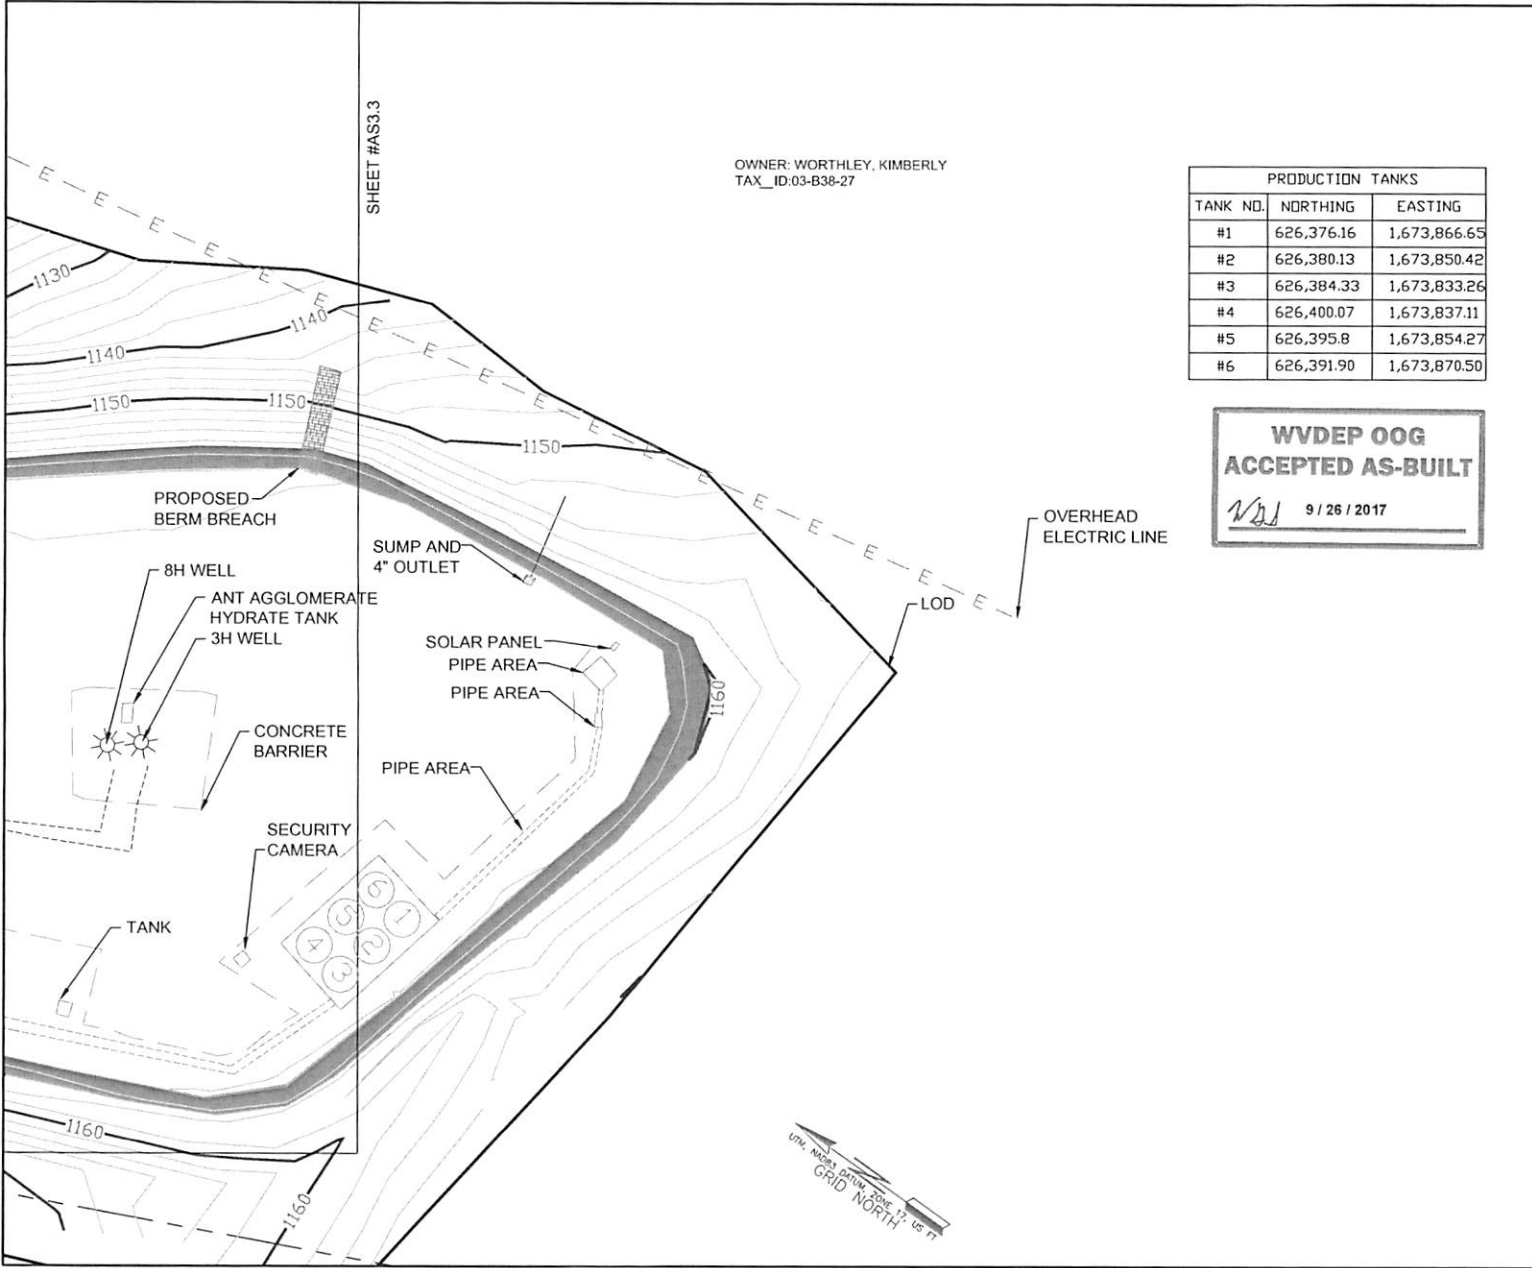 SHEET #AS3.3
OWNER: WORTHLEY, KIMBERLY
TAX_ID:03-B38-27
PRODUCTION TANKS
TANK NO. NORTHING EASTING
#1 626,376.16 1,673,866.65
#2 626,380.13 1,673,850.42
#3 626,384.33 1,673,833.26
#4 626,400.07 1,673,837.11
#5 626,395.8 1,673,854.27
#6 626,391.90 1,673,870.50
WVDEP OOG
ACCEPTED AS-BUILT
9 / 26 / 2017
E E E E E E E E E E E E E E E E E E
1130
1140
1140
1150
1150
1150
PROPOSED
BERM BREACH
SUMP AND
4" OUTLET
OVERHEAD
ELECTRIC LINE
LOD
8H WELL
ANT AGGLOMERATE
HYDRATE TANK
3H WELL
SOLAR PANEL
PIPE AREA
PIPE AREA
1160
CONCRETE
BARRIER
PIPE AREA
SECURITY
CAMERA
6
5
1
4
2
3
TANK
1160
1160
UTM, NAD83 DATUM, ZONE 17, US FT
GRID NORTH